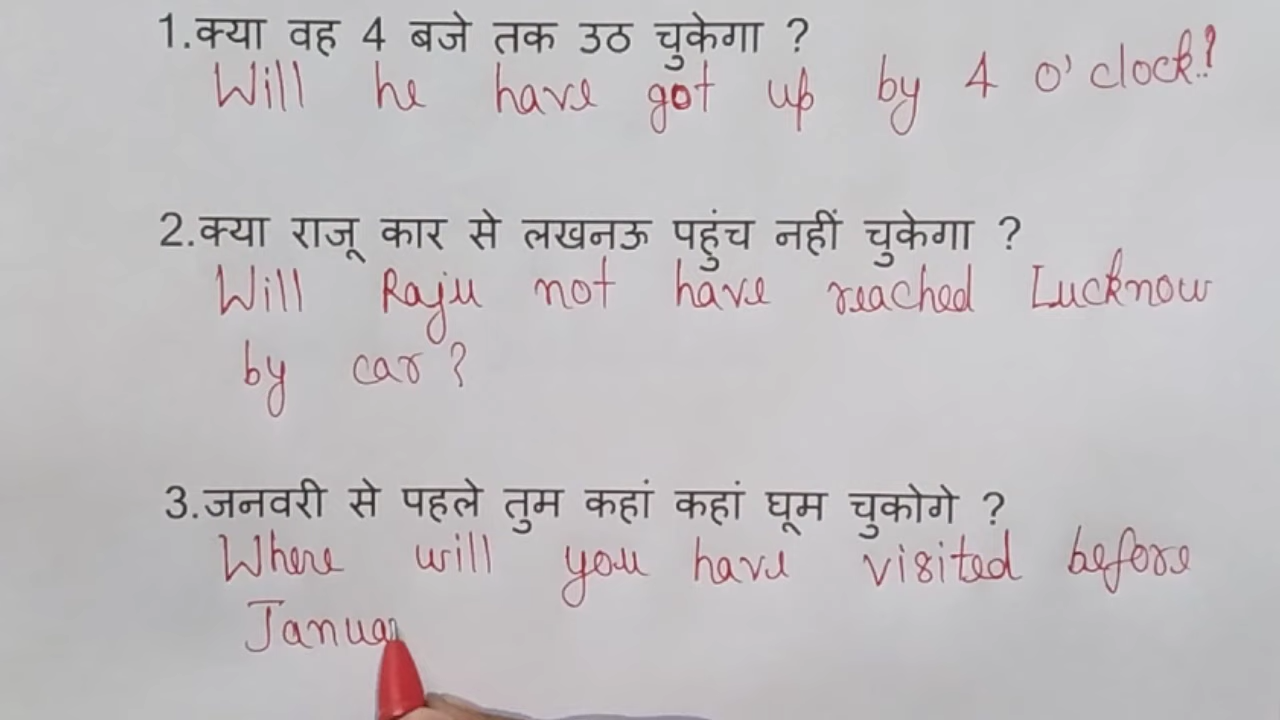 1.क्या वह 4 बजे तक उठ चुकेगा ?
Will he have got up by 4 o'clock?
2.क्या राजू कार से लखनऊ पहुंच नहीं चुकेगा ?
Will Raju not have reached Lucknow
by car?
3.जनवरी से पहले तुम कहां कहां घूम चुकोगे ?
Where will you have visited before
Janua